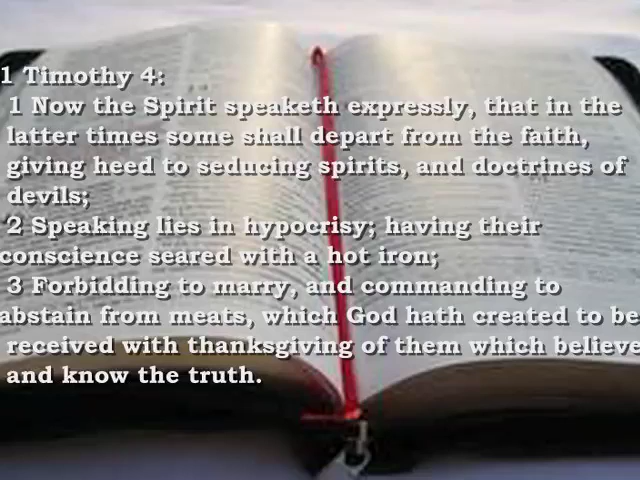 1 Timothy 4:
1 Now the Spirit speaketh expressly, that in the
latter times some shall depart from the faith,
giving heed to seducing spirits, and doctrines of
devils;
2 Speaking lies in hypocrisy; having their
conscience seared with a hot iron;
3 Forbidding to marry, and commanding to
abstain from meats, which God hath created to be
received with thanksgiving of them which believe
and know the truth.